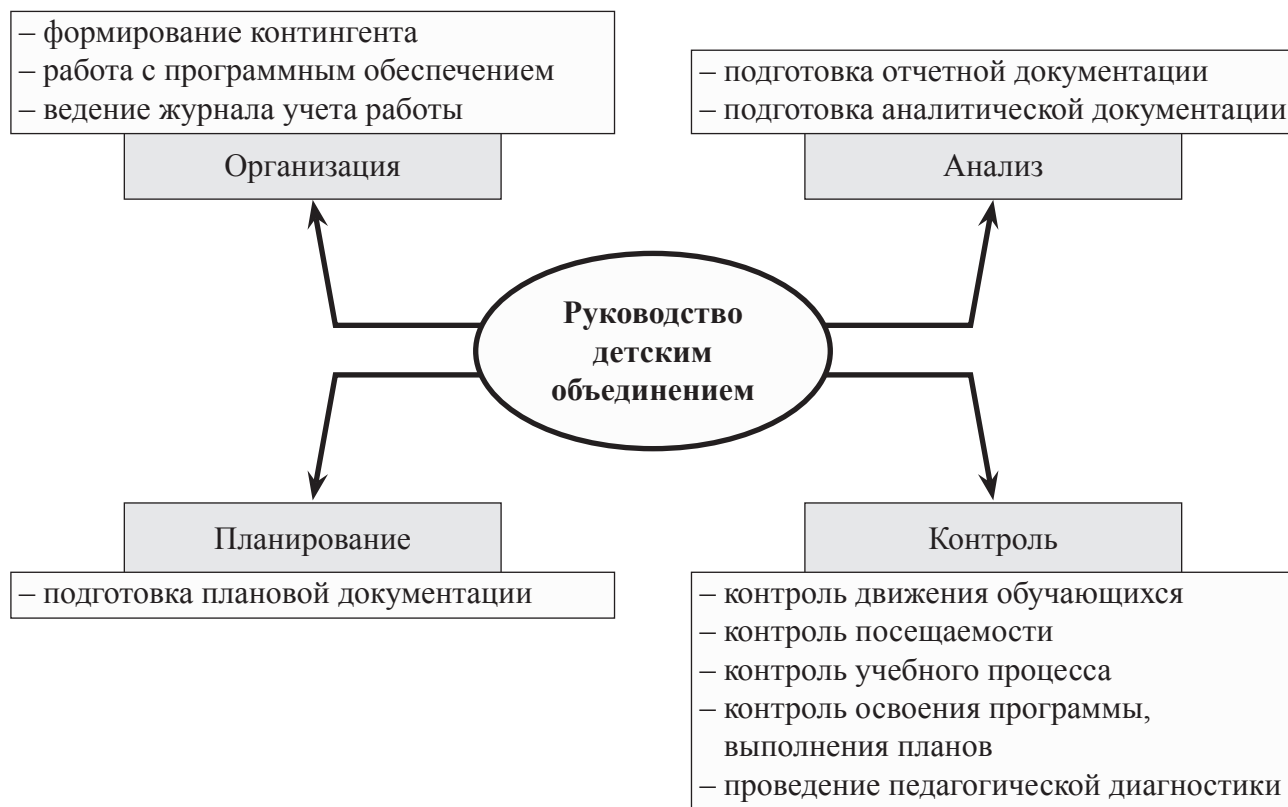 – формирование контингента
– работа с программным обеспечением
– ведение журнала учета работы
Организация
– подготовка отчетной документации
– подготовка аналитической документации
Анализ
Руководство
детским
объединением
Планирование
– подготовка плановой документации
Контроль
– контроль движения обучающихся
– контроль посещаемости
– контроль учебного процесса
– контроль освоения программы,
выполнения планов
– проведение педагогической диагностики